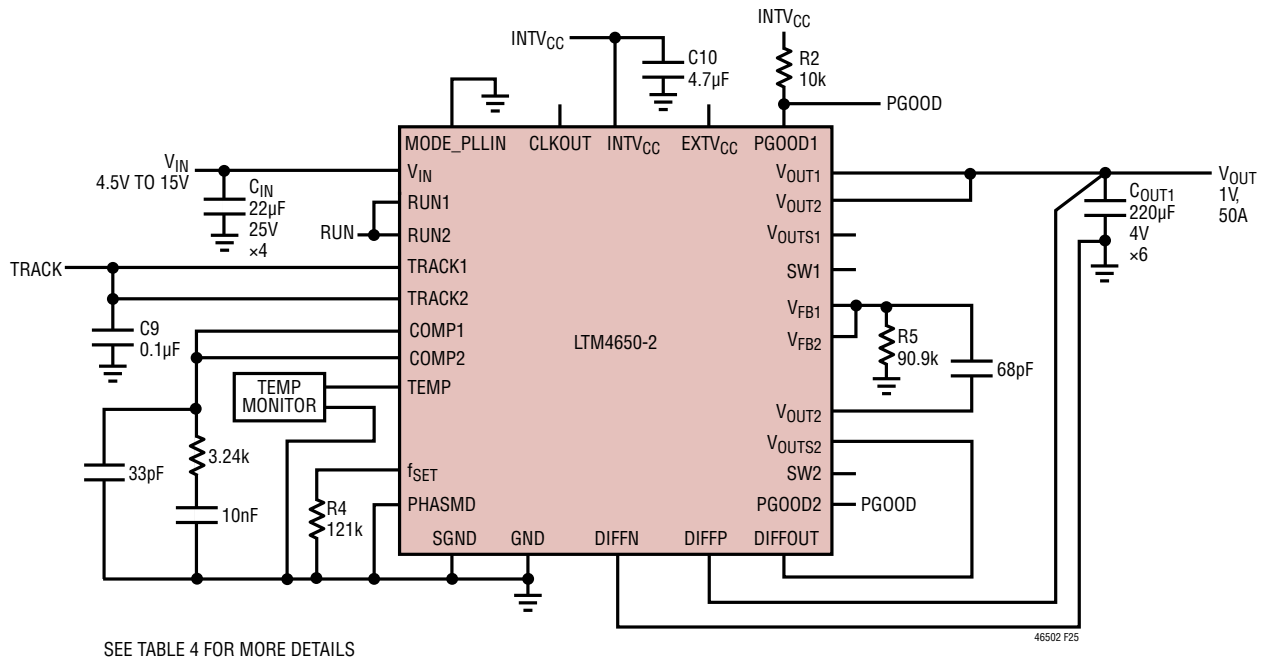 INTVCC
INTVCC
C10
4.7µF
R2
10k
PGOOD
MODE_PLLIN
CLKOUT
INTVCC
EXTVCC
PGOOD1
VIN
4.5V TO 15V
CIN
22µF
25V
×4
RUN
TRACK
C9
0.1µF
VIN
RUN1
RUN2
TRACK1
TRACK2
COMP1
COMP2
TEMP
fSET
PHASMD
SGND
GND
DIFFN
DIFFP
DIFFOUT
LTM4650-2
VOUT1
VOUT2
VOUTS1
SW1
VFB1
VFB2
VOUT2
VOUTS2
SW2
PGOOD2
PGOOD
TEMP
MONITOR
33pF
3.24k
10nF
R4
121k
R5
90.9k
68pF
COUT1
220µF
4V
×6
VOUT
1V,
50A
46502 F25
SEE TABLE 4 FOR MORE DETAILS